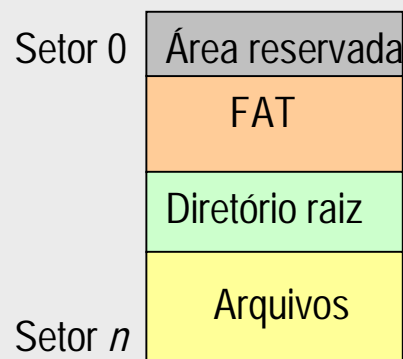 Setor 0 Área reservada
FAT
Diretório raiz
Arquivos
Setor n